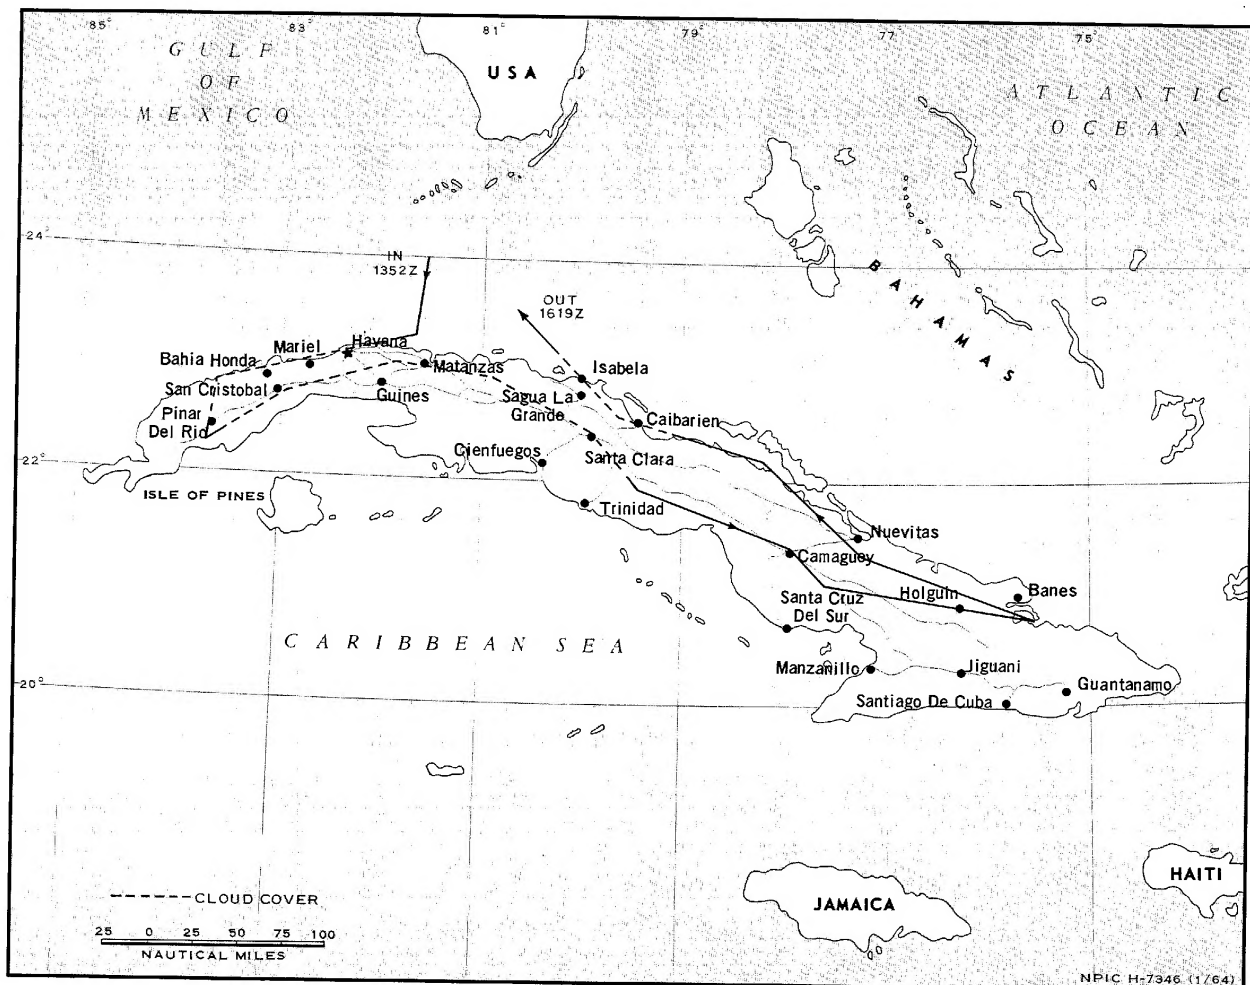 85°
83°
81°
79°
77°
75°
GULF
OF
MEXICO
USA
ATLANTIC
OCEAN
24°
IN
1352Z
BAHAMAS
OUT
1619Z
Havana
Mariel
Bahia Honda
Matanzas
Isabela
San Cristobal
Guines
Sagua La
Grande
Pinar
Del Rio
Caibarien
Cienfuegos
Santa Clara
22°
ISLE OF PINES
Trinidad
Nuevitas
Camaguey
Holguin
Banes
Santa Cruz
Del Sur
CARIBBEAN SEA
Manzanillo
Jiguani
20°
Guantanamo
Santiago De Cuba
HAITI
JAMAICA
CLOUD COVER
25 0 25 50 75 100
NAUTICAL MILES
NPIC H-7346 (1/64)